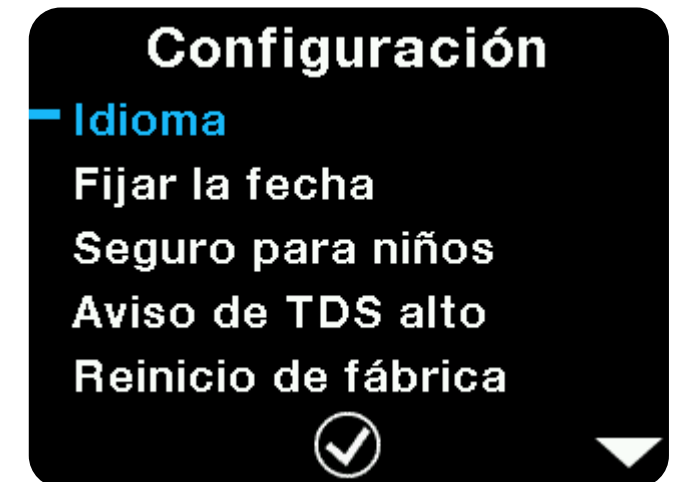 Configuración
Idioma
Fijar la fecha
Seguro para niños
Aviso de TDS alto
Reinicio de fábrica